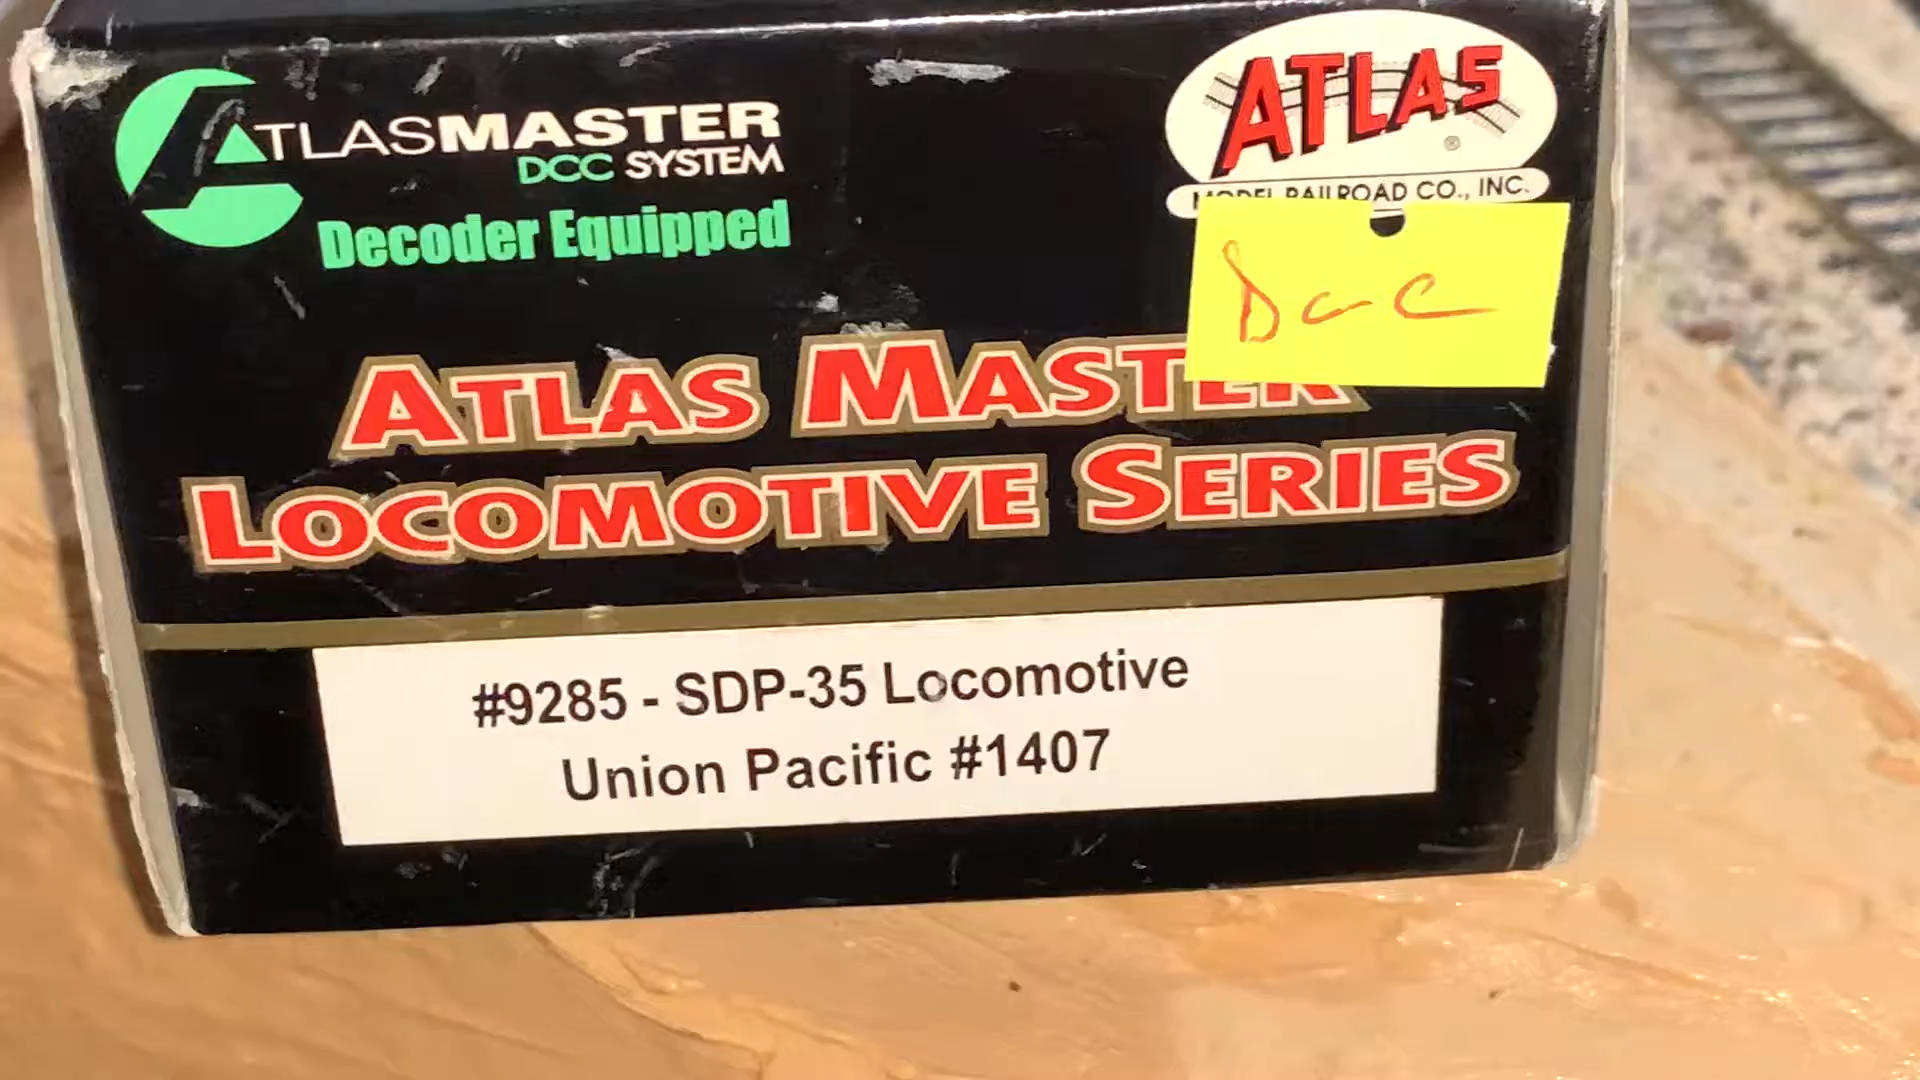 ATLASMASTER
DCC SYSTEM
Decoder Equipped
ATLAS
®
MODEL RAILROAD CO., INC.
Dcc
ATLAS MASTER
LOCOMOTIVE SERIES
#9285 - SDP-35 Locomotive
Union Pacific #1407